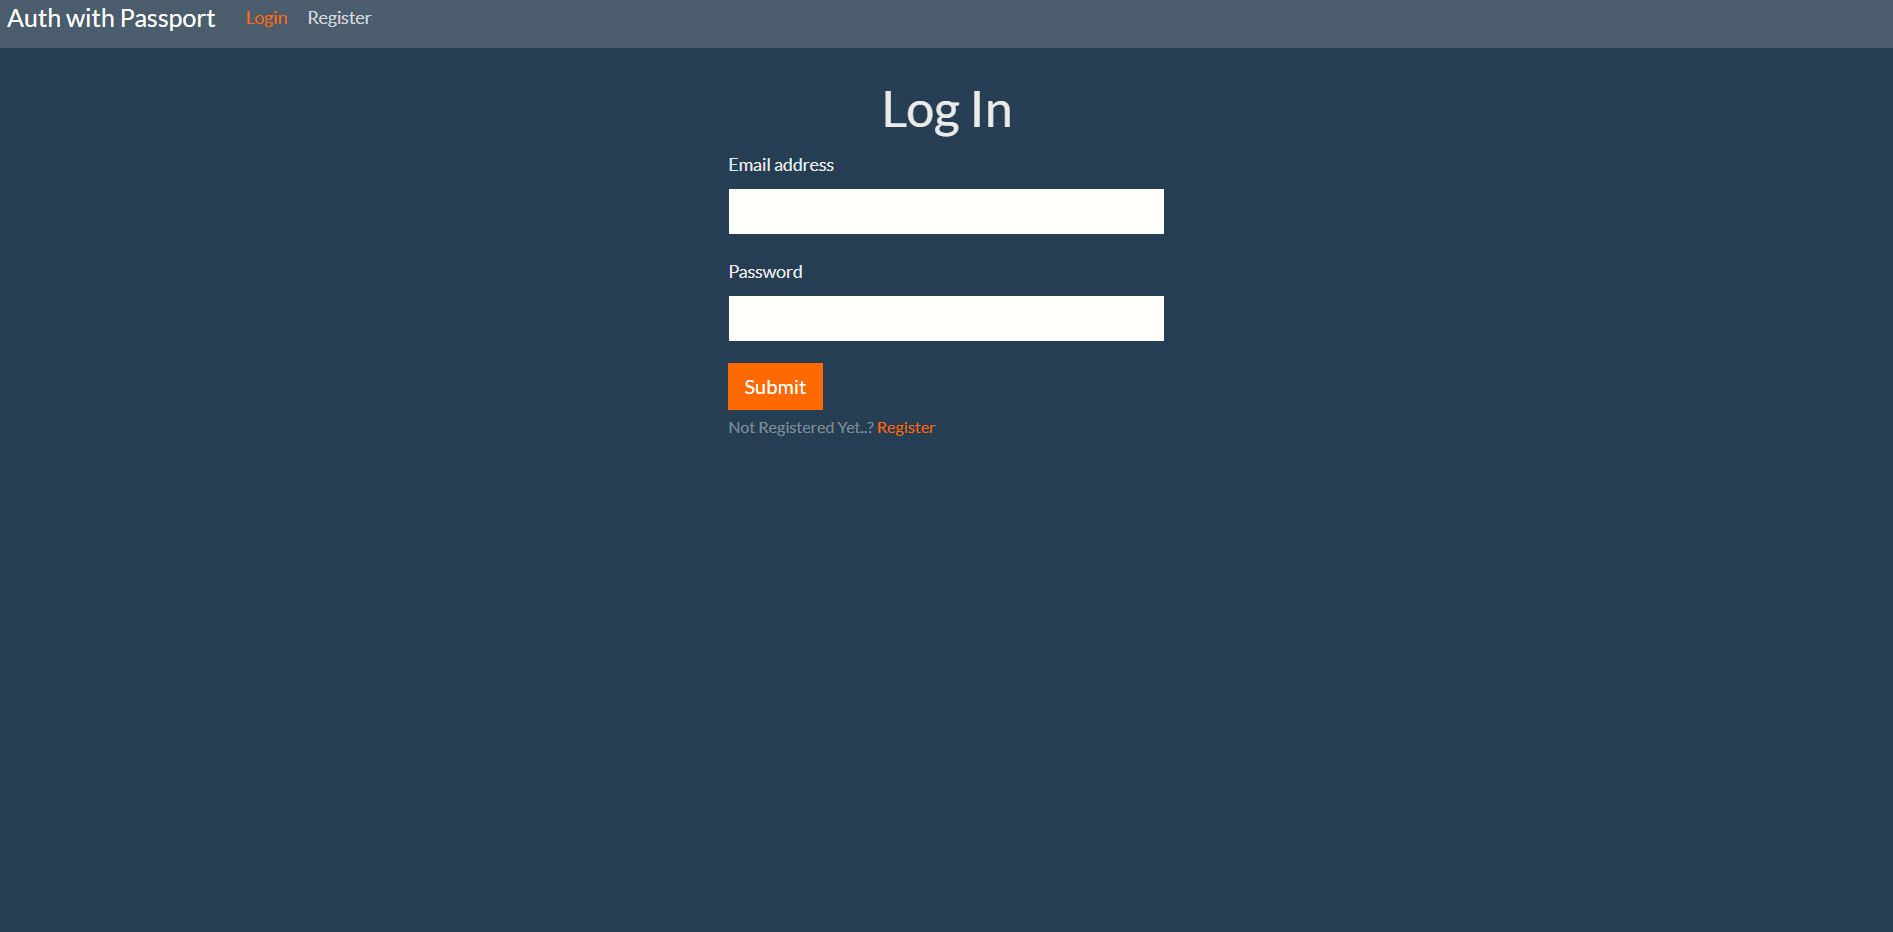 Auth with Passport Login Register
Log In
Email address
Password
Submit
Not Registered Yet..? Register